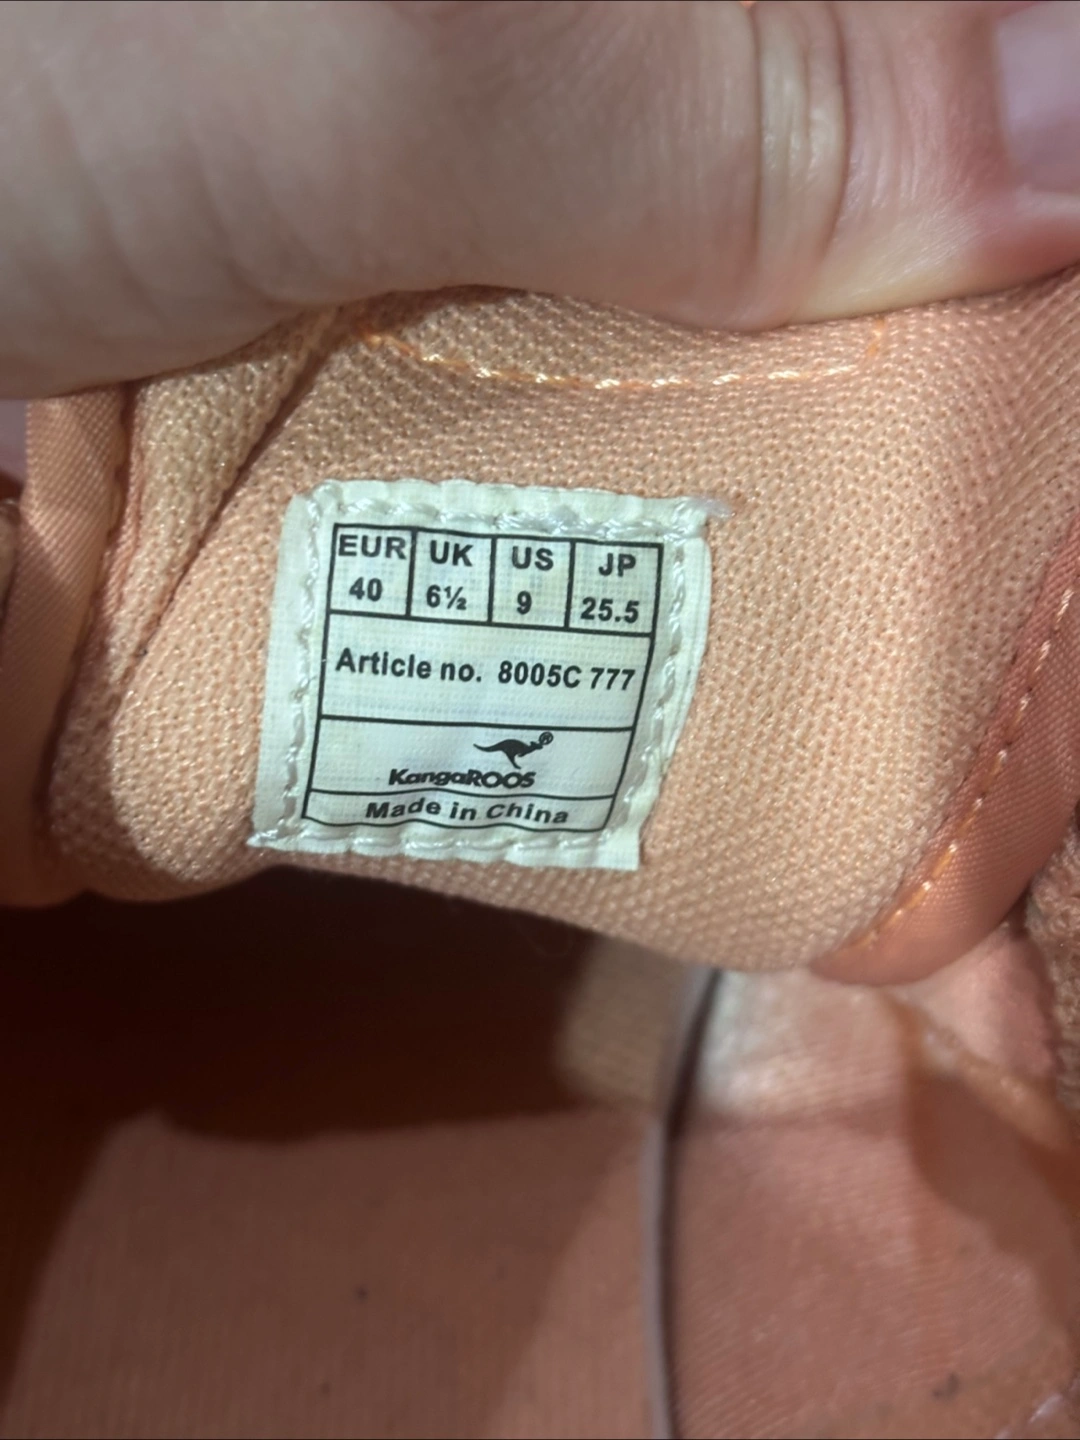 EUR UK US JP
40 6½ 9 25.5
Article no. 8005C 777
®
KangaROOS
Made in China